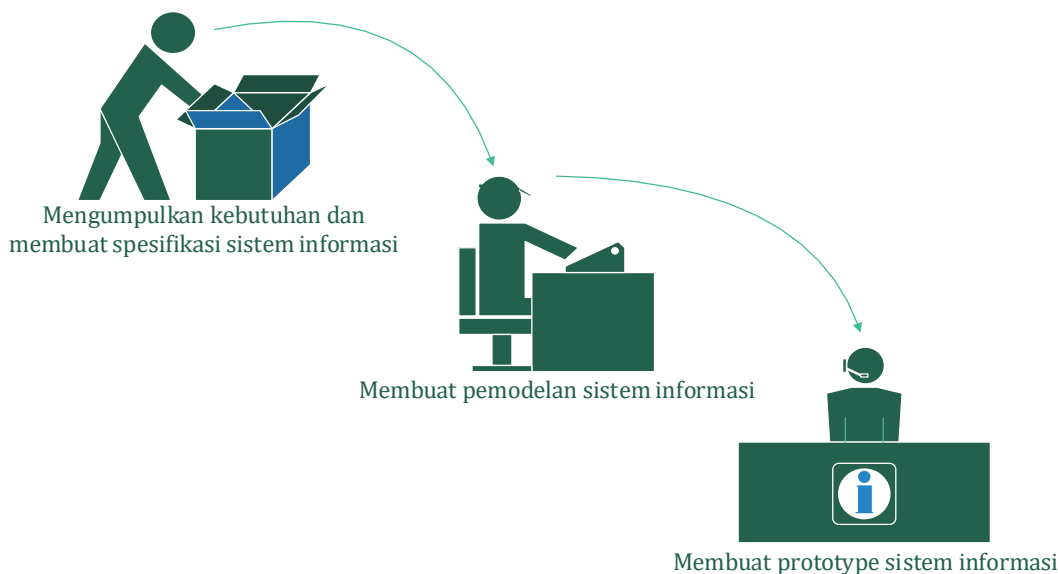 Mengumpulkan kebutuhan dan
membuat spesifikasi sistem informasi
Membuat pemodelan sistem informasi
Membuat prototype sistem informasi